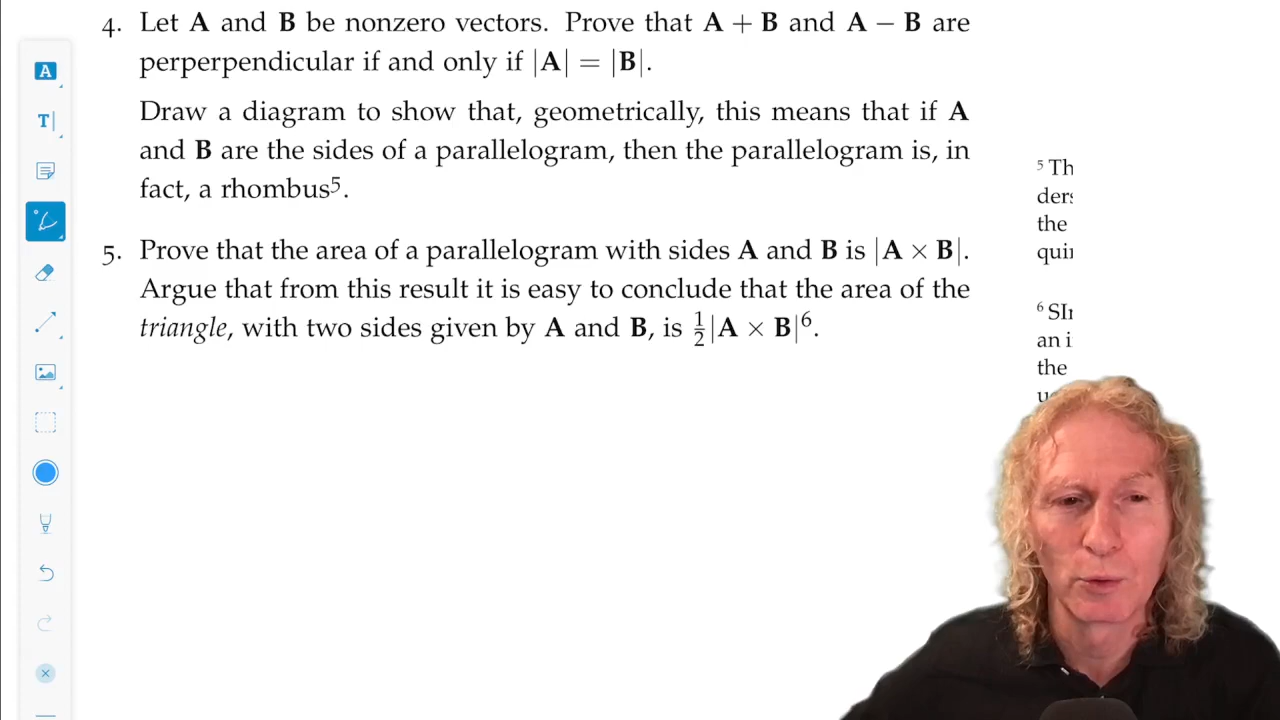 4. Let A and B be nonzero vectors. Prove that A + B and A − B are
perperpendicular if and only if |A| = |B|.
Draw a diagram to show that, geometrically, this means that if A
and B are the sides of a parallelogram, then the parallelogram is, in
fact, a rhombus⁵.
5. Prove that the area of a parallelogram with sides A and B is |A × B|.
Argue that from this result it is easy to conclude that the area of the
triangle, with two sides given by A and B, is ½|A × B|⁶.
⁵ Th
ders
the
quir
⁶ SIn
an i
the
A
T